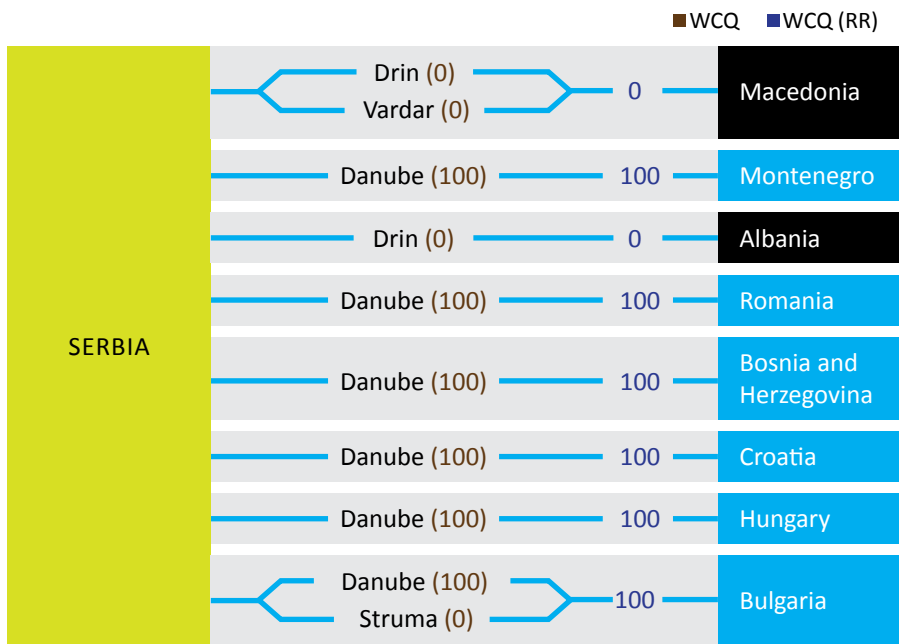 WCQ WCQ (RR)
SERBIA
Drin (0)
Vardar (0)
0
Macedonia
Danube (100) 100 Montenegro
Drin (0) 0 Albania
Danube (100) 100 Romania
Danube (100) 100
Bosnia and
Herzegovina
Danube (100) 100 Croatia
Danube (100) 100 Hungary
Danube (100)
Struma (0)
100
Bulgaria